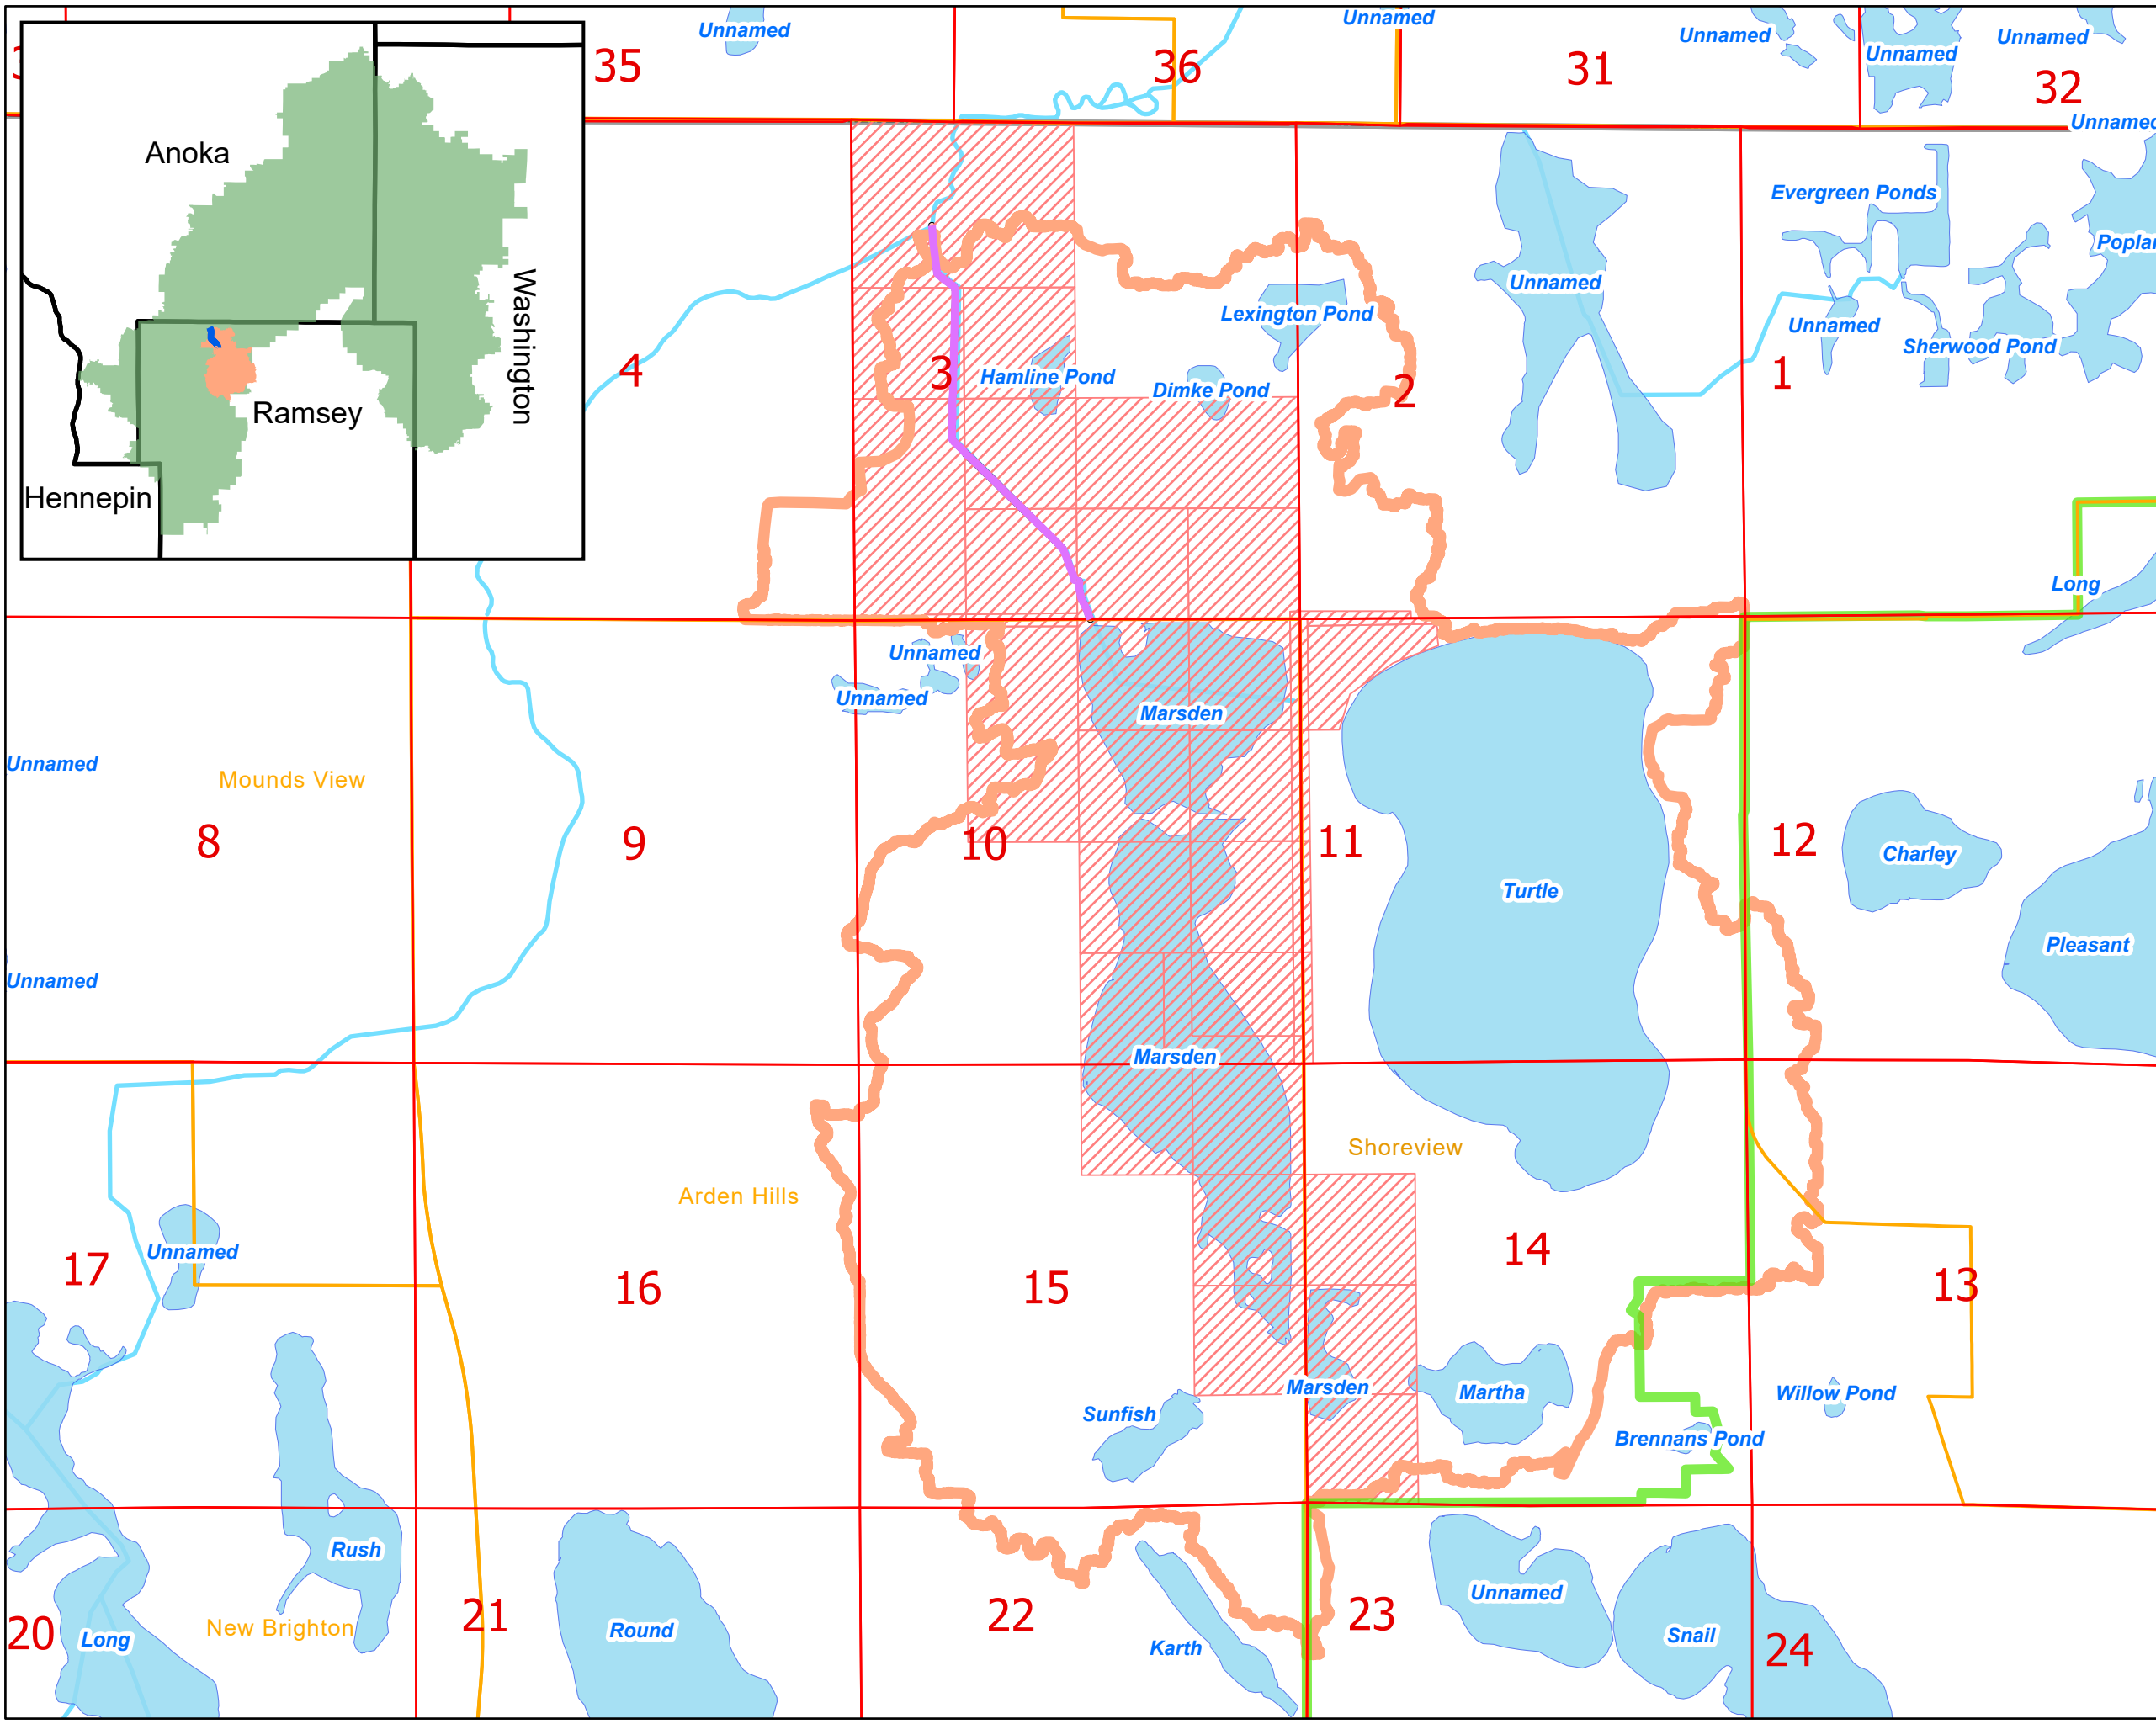 Unnamed
Unnamed
Unnamed
Unnamed
Unnamed
35
36
31
32
Anoka
Washington
Ramsey
Hennepin
Unnamed
Evergreen Ponds
Poplar
Unnamed
Lexington Pond
Unnamed
Sherwood Pond
4
3
Hamline Pond
Dimke Pond
2
1
Long
Unnamed
Unnamed
Marsden
Unnamed
Mounds View
8
9
10
11
12
Charley
Turtle
Pleasant
Unnamed
Marsden
Shoreview
Arden Hills
Unnamed
17
16
15
14
13
Marsden
Martha
Willow Pond
Sunfish
Brennans Pond
Rush
Unnamed
20
New Brighton
21
22
23
24
Long
Round
Karth
Snail